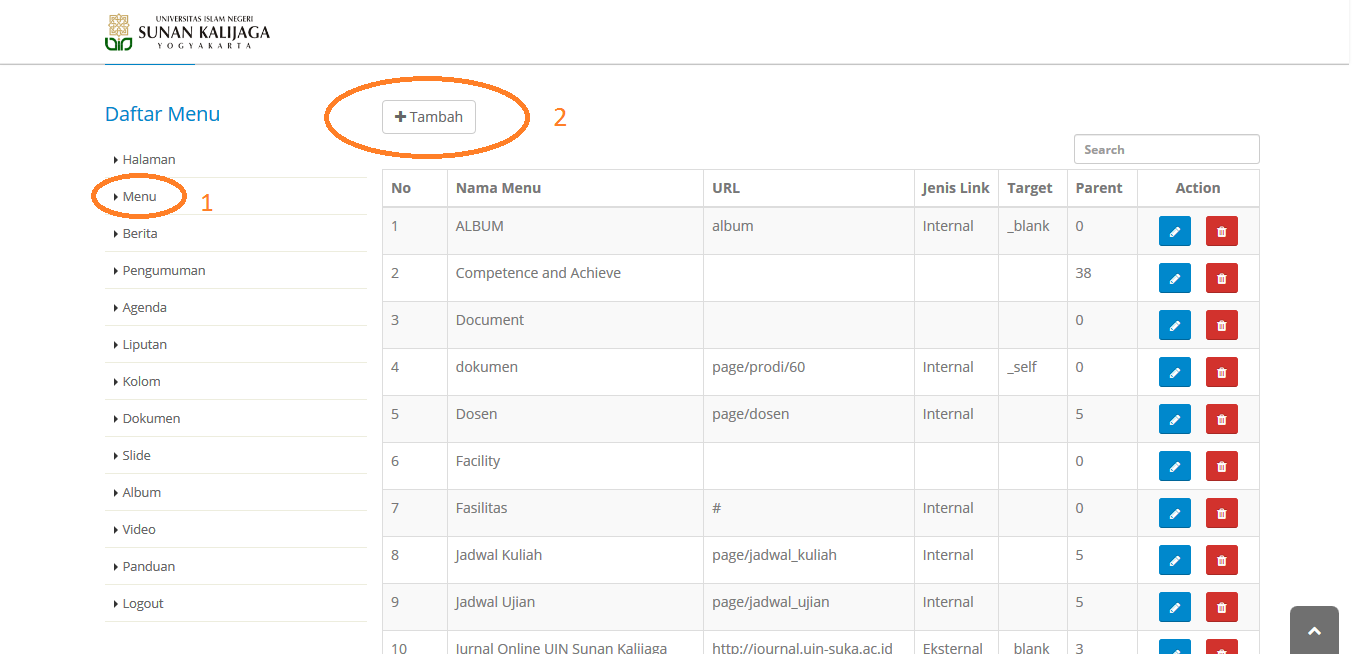 UNIVERSITAS ISLAM NEGERI
SUNAN KALIJAGA
YOGYAKARTA
Daftar Menu
Halaman
Menu 1
Berita
Pengumuman
Agenda
Liputan
Kolom
Dokumen
Slide
Album
Video
Panduan
Logout
Tambah 2
Search
No Nama Menu URL Jenis Link Target Parent Action
1 ALBUM album Internal _blank 0
2 Competence and Achieve 38
3 Document 0
4 dokumen page/prodi/60 Internal _self 0
5 Dosen page/dosen Internal 5
6 Facility 0
7 Fasilitas # Internal 0
8 Jadwal Kuliah page/jadwal_kuliah Internal 5
9 Jadwal Ujian page/jadwal_ujian Internal 5
10 Jurnal Online UIN Sunan Kalijaga http://journal.uin-suka.ac.id Eksternal _blank 3